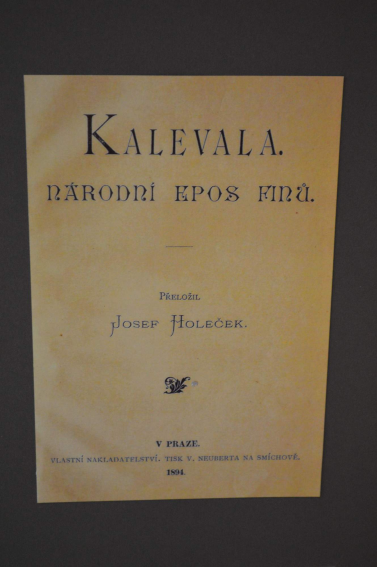 KALEVALA.
NÁRODNÍ EPOS FINŮ.
PŘELOŽIL
JOSEF HOLEČEK.
V PRAZE.
VLASTNÍ NAKLADATELSTVÍ. TISK V. NEUBERTA NA SMÍCHOVĚ.
1894.